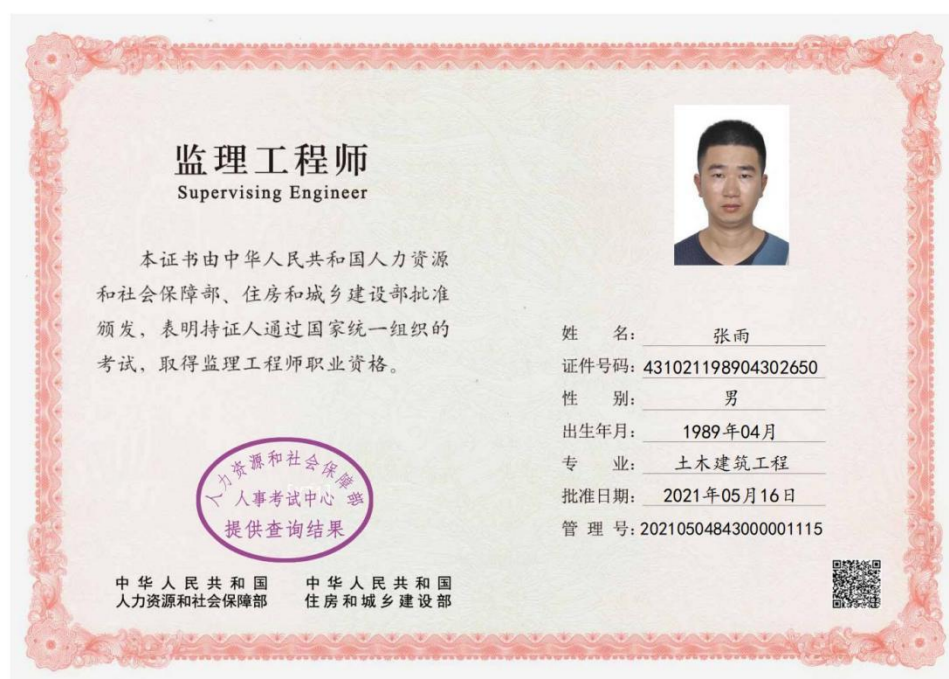 监理工程师
Supervising Engineer
本证书由中华人民共和国人力资源
和社会保障部、住房和城乡建设部批准
颁发，表明持证人通过国家统一组织的
考试，取得监理工程师职业资格。
人力资源和社会保障部
人事考试中心
提供查询结果
中华人民共和国
人力资源和社会保障部
中华人民共和国
住房和城乡建设部
姓 名： 张雨
证件号码：431021198904302650
性 别： 男
出生年月： 1989年04月
专 业： 土木建筑工程
批准日期： 2021年05月16日
管 理 号：20210504843000001115